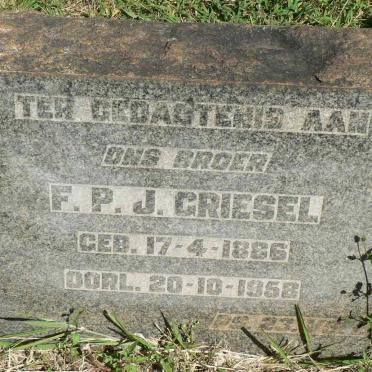 TER GEDAGTENIS AAN
ONS BROER
F. P. J. GRIESEL
GEB. 17-4-1886
OORL. 20-10-1958